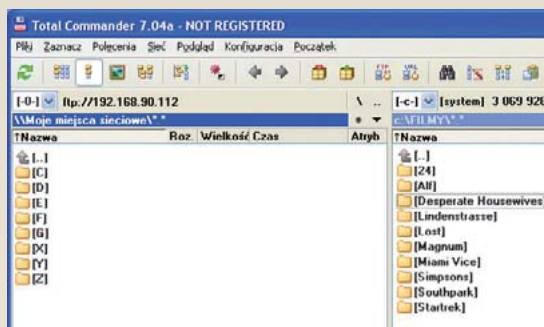 Total Commander 7.04a - NOT REGISTERED
Pliki Zaznacz Polecenia Sieć Podgląd Konfiguracja Początek
[-0-] ftp://192.168.90.112 \ ..
\\Moje miejsca sieciowe\*.*
↑Nazwa Roz. Wielkość Czas Atryb
[..]
[C]
[D]
[E]
[F]
[G]
[X]
[Y]
[Z]
[-c-] [system] 3 069 928
c:\FILMY\*.*
↑Nazwa
[..]
[24]
[Alf]
[Desperate Housewives]
[Lindenstrasse]
[Lost]
[Magnum]
[Miami Vice]
[Simpsons]
[Southpark]
[Startrek]